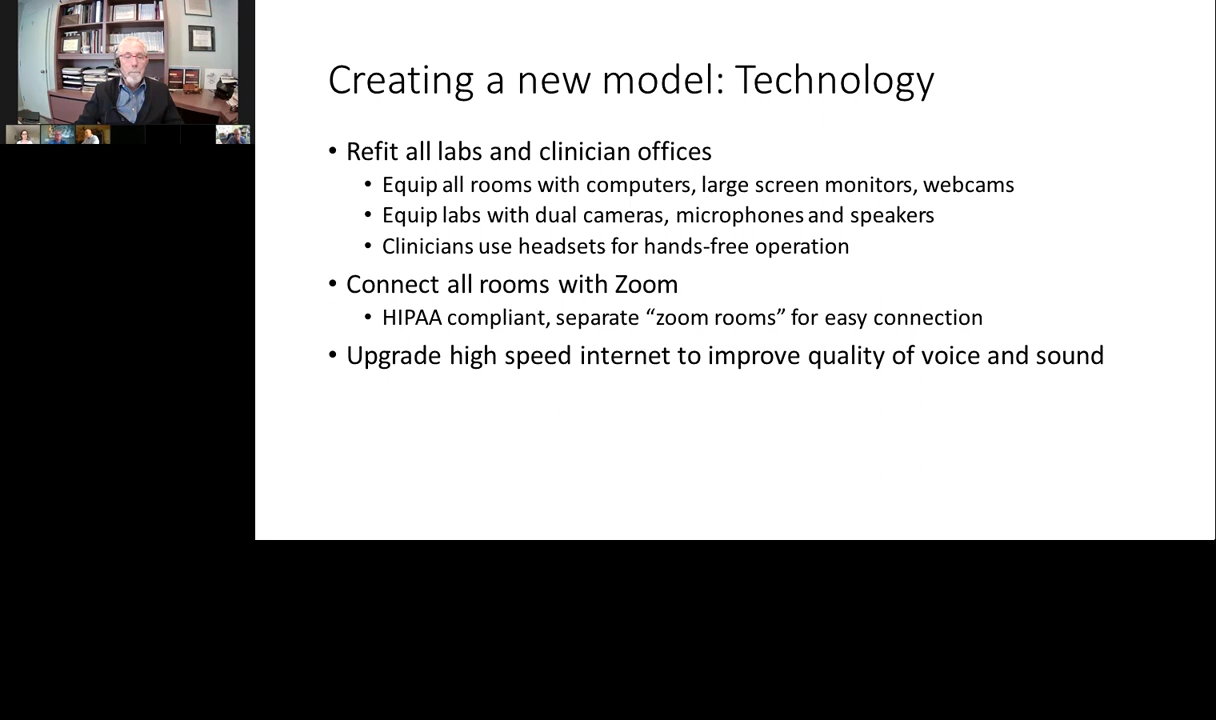 Creating a new model: Technology
• Refit all labs and clinician offices
• Equip all rooms with computers, large screen monitors, webcams
• Equip labs with dual cameras, microphones and speakers
• Clinicians use headsets for hands-free operation
• Connect all rooms with Zoom
• HIPAA compliant, separate “zoom rooms” for easy connection
• Upgrade high speed internet to improve quality of voice and sound